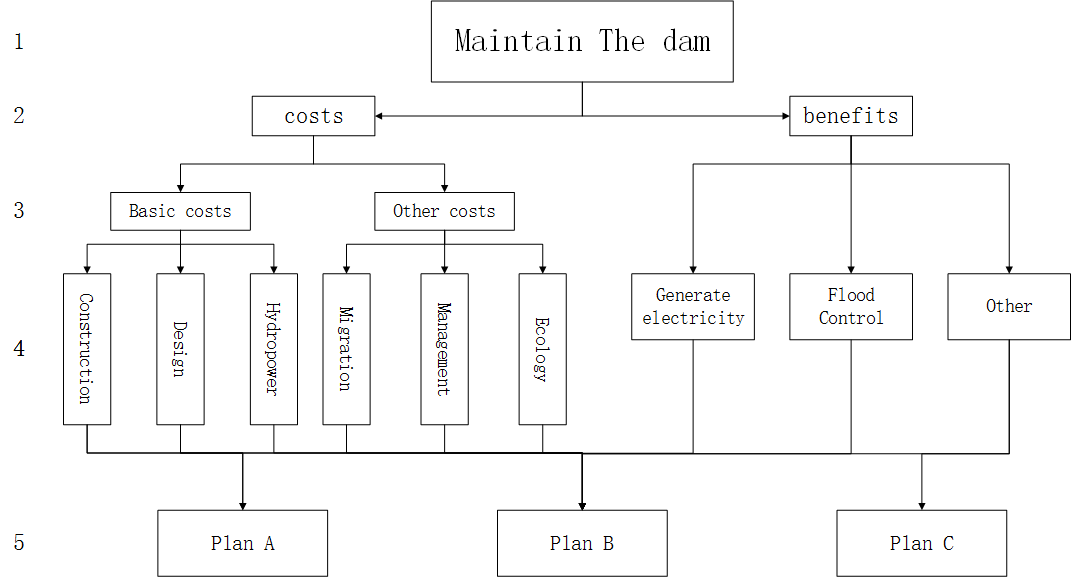 1
Maintain The dam
2
costs
benefits
3
Basic costs
Other costs
4
Construction
Design
Hydropower
Migration
Management
Ecology
Generate
electricity
Flood
Control
Other
5
Plan A
Plan B
Plan C